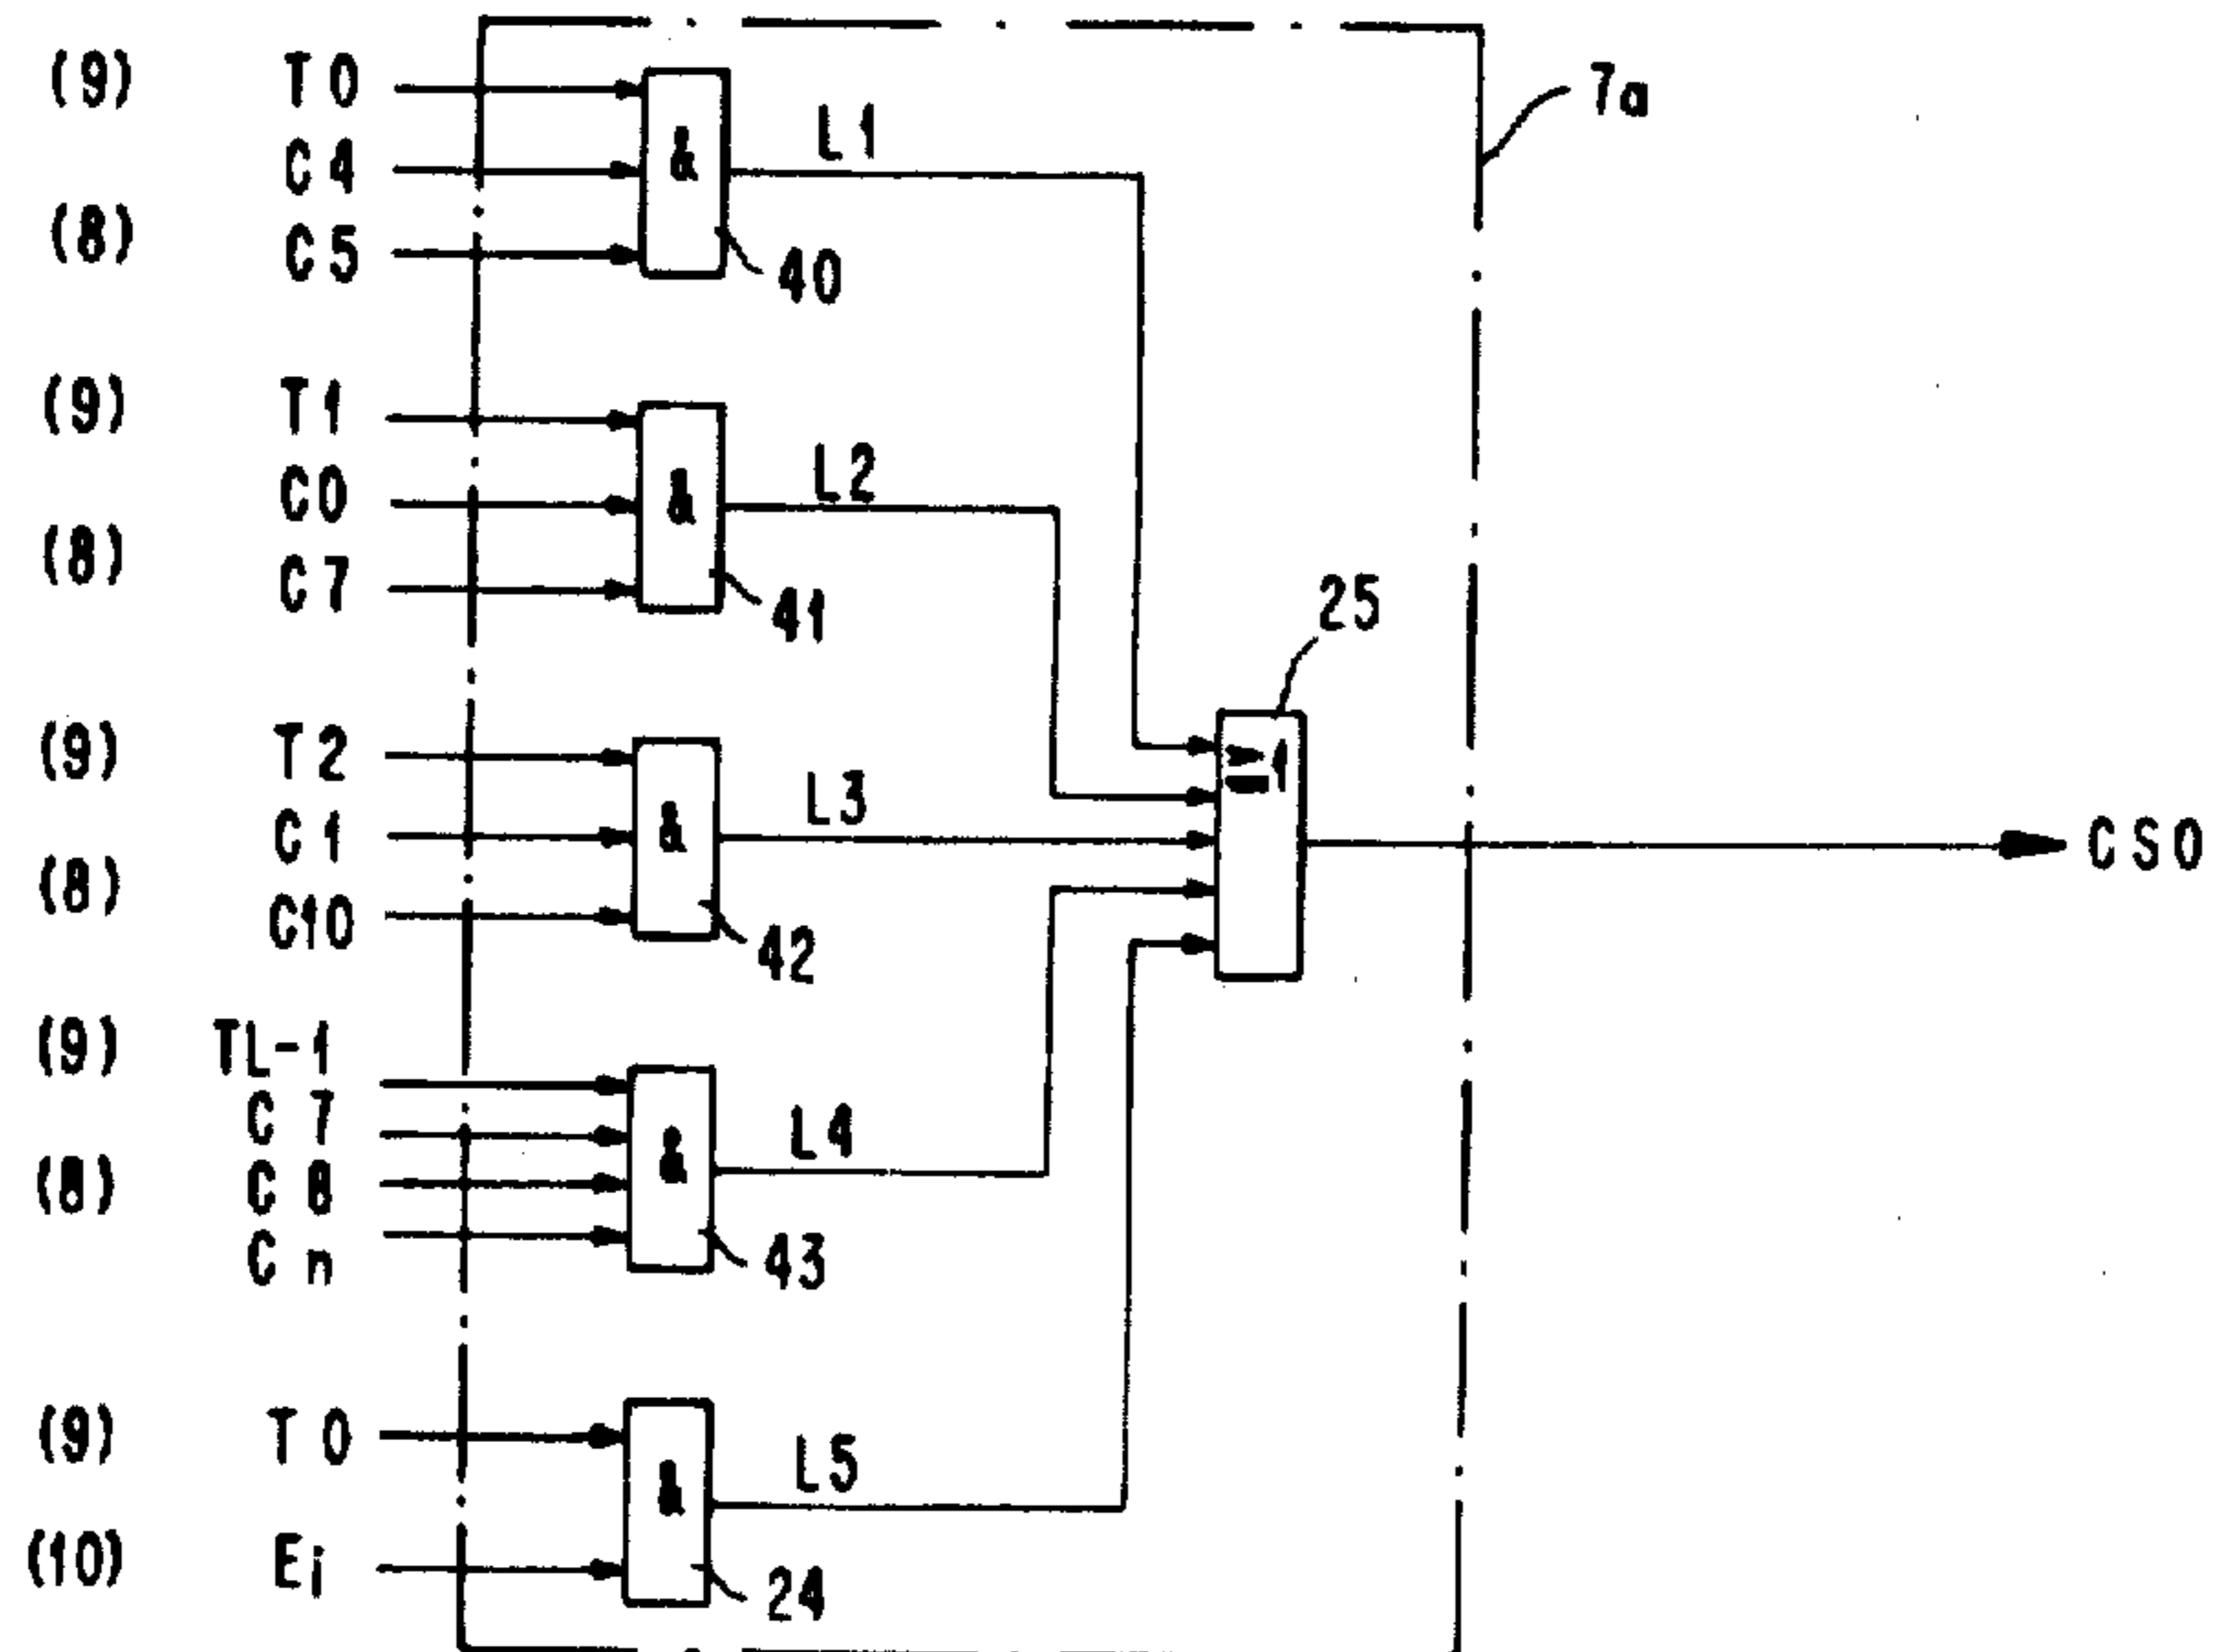 (9) T0
C4
(8) C5
& L1
40
7a
(9) T1
C0
(8) C7
& L2
41
25
≥1
(9) T2
C1
(8) C10
& L3
42
CS0
(9) TL-1
C7
(8) C8
Cn
& L4
43
(9) T0
(10) Ei
& L5
24